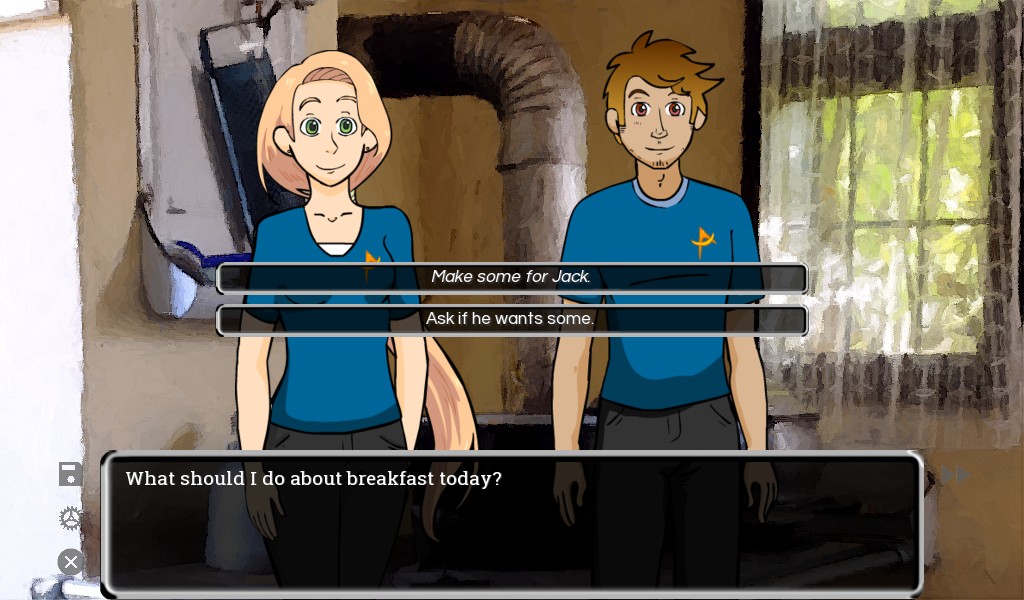 Make some for Jack.
Ask if he wants some.
What should I do about breakfast today?